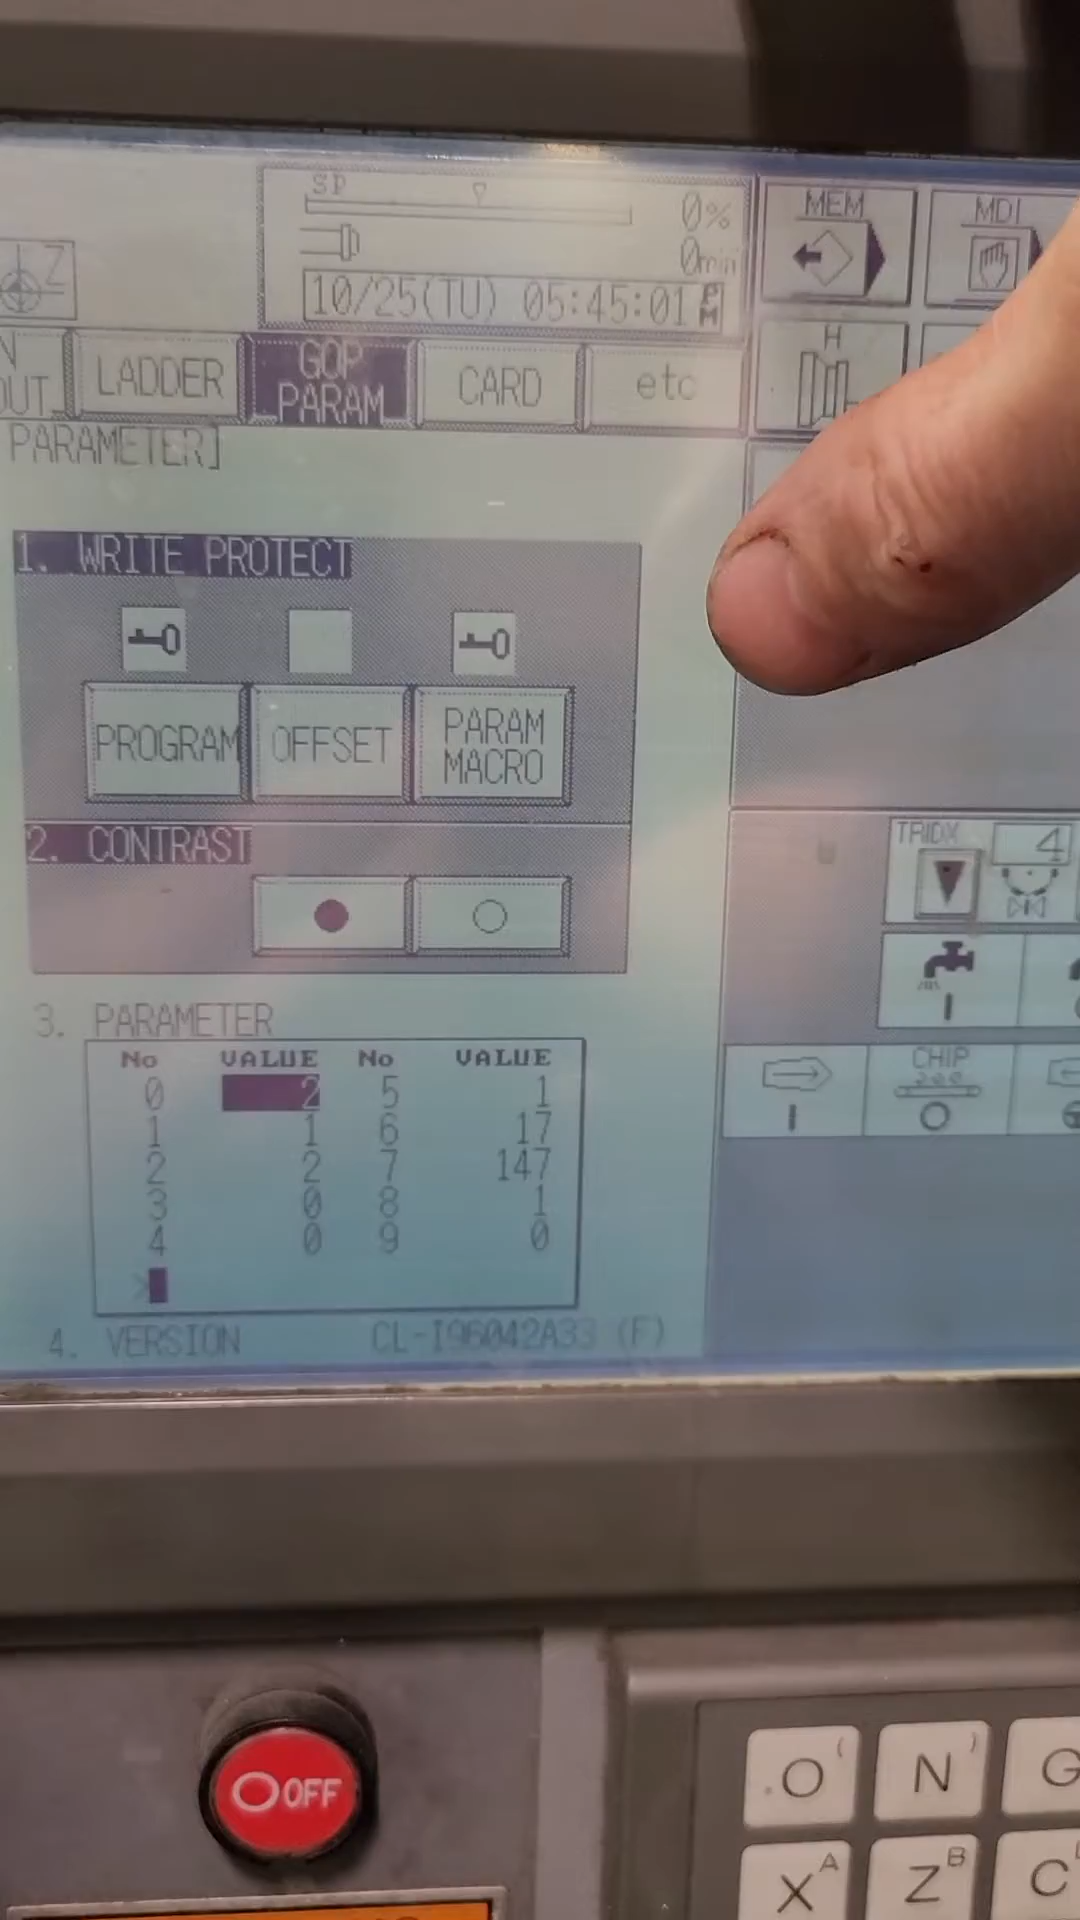 SP
0%
0min
10/25(TU) 05:45:01 PM
MEM
MDI
Z
H
N
OUT
LADDER
GOP
PARAM
CARD
etc
PARAMETER]
1. WRITE PROTECT
PROGRAM
OFFSET
PARAM
MACRO
2. CONTRAST
TRIDX
4
CHIP
3. PARAMETER
No VALUE No VALUE
0 2 5 1
1 1 6 17
2 2 7 147
3 0 8 1
4 0 9 0
>
4. VERSION CL-I96042A33 (F)
OFF
O (
N )
G
X A
Z B
C